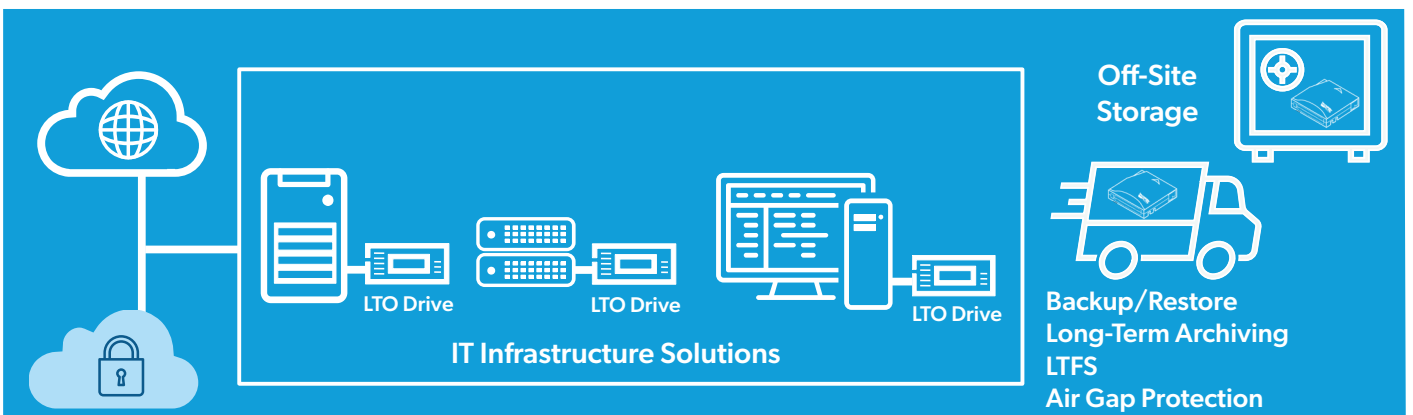 LTO Drive
LTO Drive
LTO Drive
IT Infrastructure Solutions
Off-Site
Storage
Backup/Restore
Long-Term Archiving
LTFS
Air Gap Protection